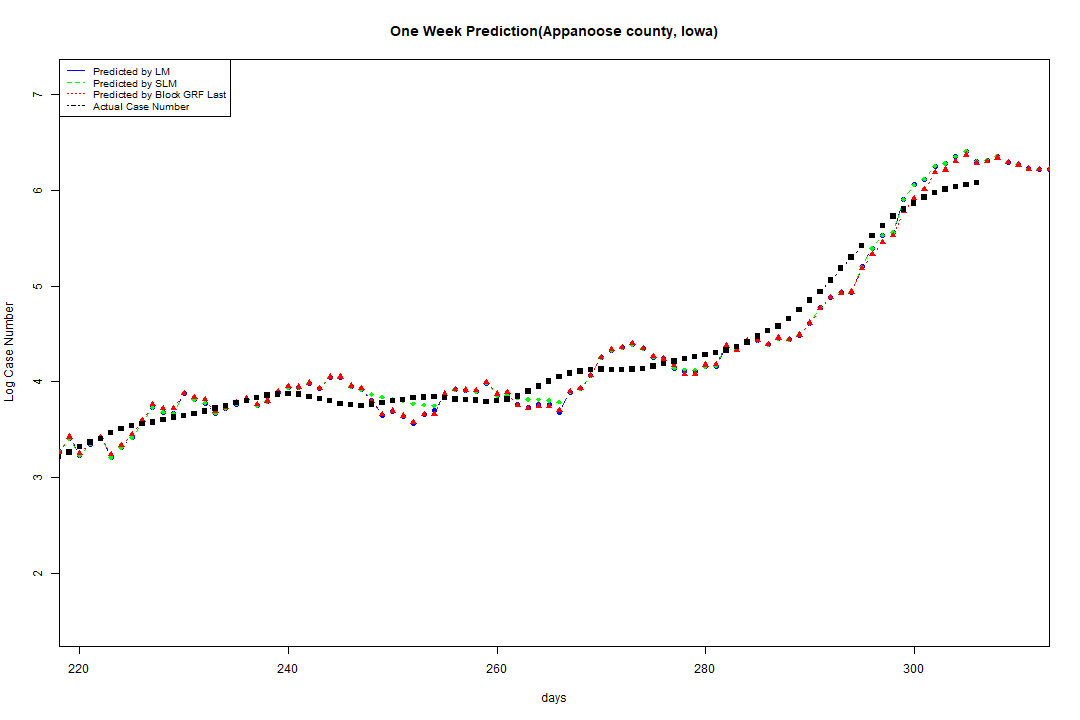 One Week Prediction(Appanoose county, Iowa)
Predicted by LM
Predicted by SLM
Predicted by Block GRF Last
Actual Case Number
7
6
5
4
3
2
Log Case Number
220 240 260 280 300
days